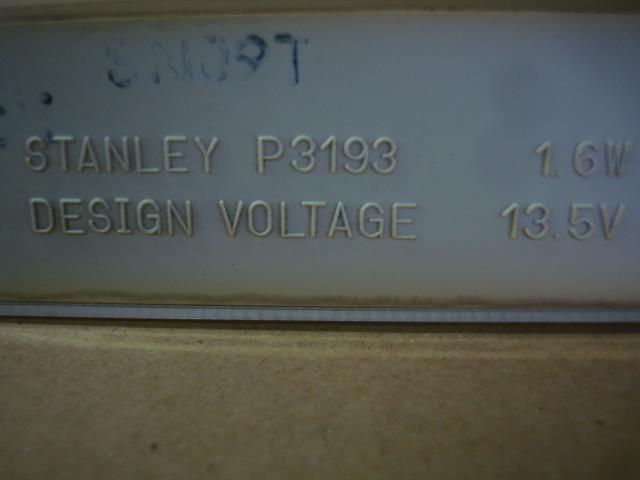 STANLEY P3193 1.6W
DESIGN VOLTAGE 13.5V